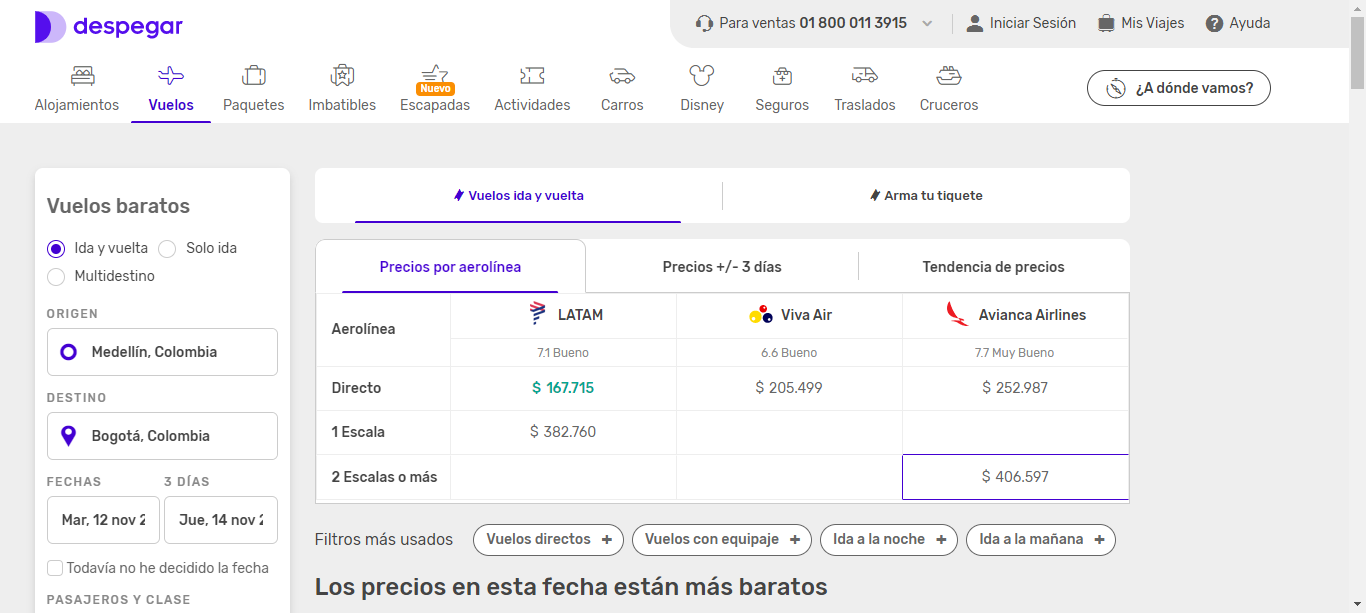 despegar
Para ventas 01 800 011 3915
Iniciar Sesión
Mis Viajes
? Ayuda
Alojamientos
Vuelos
Paquetes
Imbatibles
Nuevo
Escapadas
Actividades
Carros
Disney
Seguros
Traslados
Cruceros
¿A dónde vamos?
Vuelos baratos
Ida y vuelta
Solo ida
Multidestino
ORIGEN
Medellín, Colombia
DESTINO
Bogotá, Colombia
FECHAS
3 DÍAS
Mar, 12 nov 2
Jue, 14 nov 2
Todavía no he decidido la fecha
PASAJEROS Y CLASE
Vuelos ida y vuelta
Arma tu tiquete
Precios por aerolínea
Precios +/- 3 días
Tendencia de precios
Aerolínea
LATAM
Viva Air
Avianca Airlines
7.1 Bueno
6.6 Bueno
7.7 Muy Bueno
Directo
$ 167.715
$ 205.499
$ 252.987
1 Escala
$ 382.760
2 Escalas o más
$ 406.597
Filtros más usados
Vuelos directos +
Vuelos con equipaje +
Ida a la noche +
Ida a la mañana +
Los precios en esta fecha están más baratos